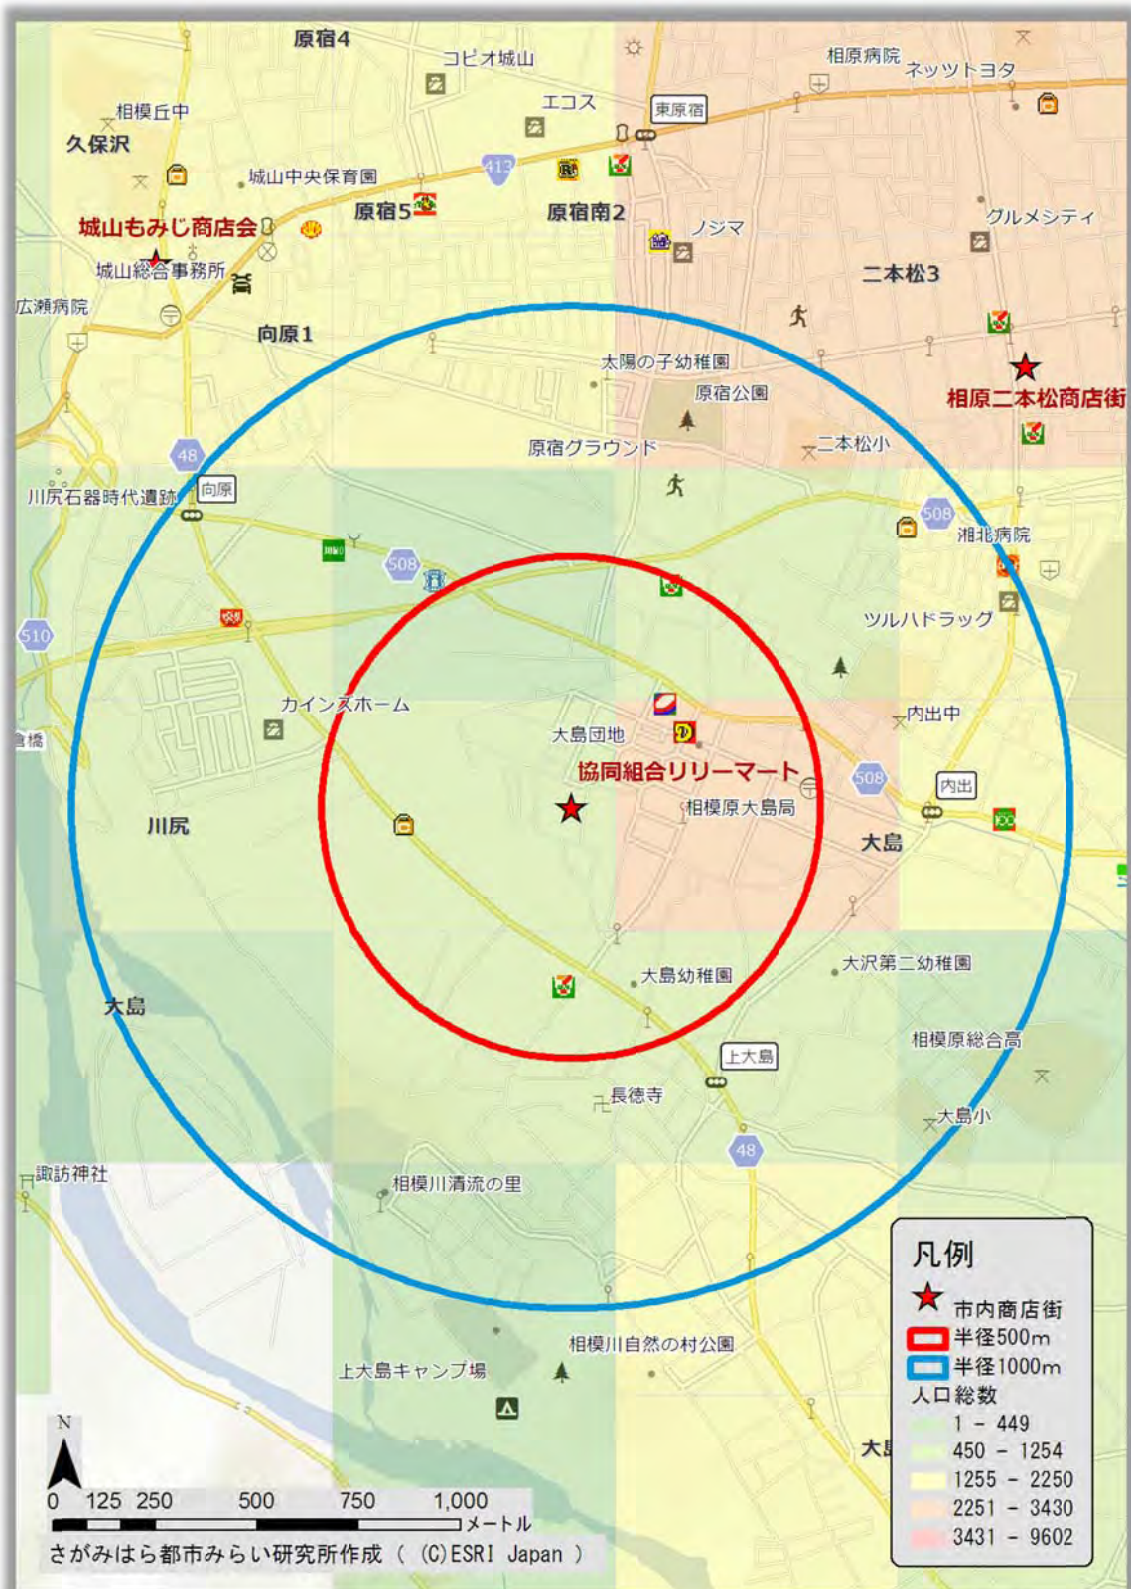 原宿4
コピオ城山
相原病院
ネッツトヨタ
エコス
東原宿
相模丘中
久保沢
413
城山中央保育園
原宿5
原宿南2
グルメシティ
城山もみじ商店会
ノジマ
城山総合事務所
二本松3
広瀬病院
向原1
太陽の子幼稚園
原宿公園
相原二本松商店街
原宿グラウンド
二本松小
48
川尻石器時代遺跡
向原
508
湘北病院
508
510
ツルハドラッグ
カインズホーム
内出中
大島団地
倉橋
協同組合リリーマート
508
内出
相模原大島局
100
川尻
大島
大沢第二幼稚園
大島幼稚園
大島
相模原総合高
上大島
長徳寺
大島小
48
諏訪神社
相模川清流の里
凡例
市内商店街
半径500m
相模川自然の村公園
半径1000m
上大島キャンプ場
人口総数
1 - 449
450 - 1254
1255 - 2250
2251 - 3430
3431 - 9602
N
0 125 250 500 750 1,000
メートル
さがみはら都市みらい研究所作成（ (C)ESRI Japan ）